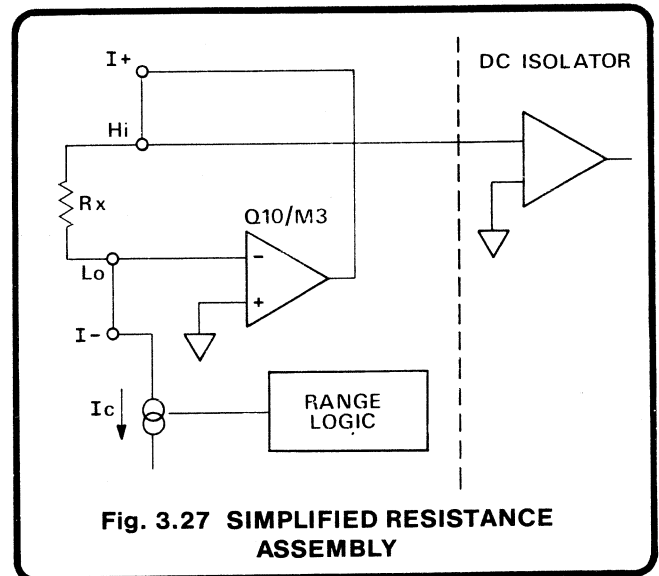 I+
DC ISOLATOR
Hi
Rx
Q10/M3
-
+
Lo
I-
Ic
RANGE
LOGIC
Fig. 3.27 SIMPLIFIED RESISTANCE
ASSEMBLY